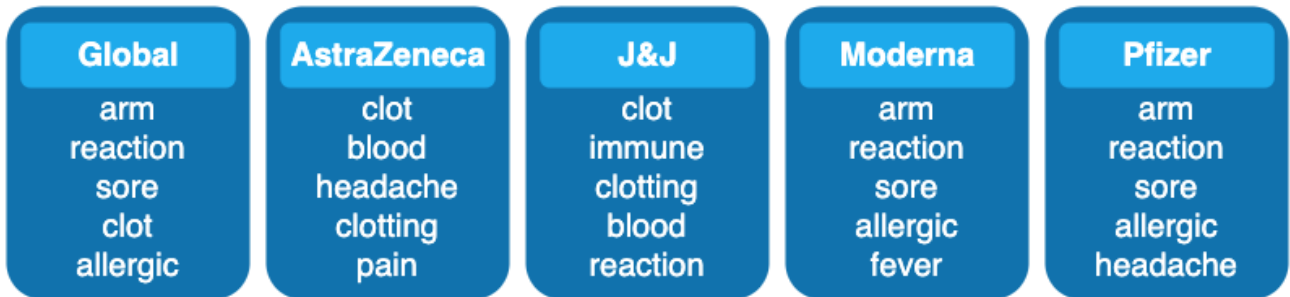 Global
arm
reaction
sore
clot
allergic
AstraZeneca
clot
blood
headache
clotting
pain
J&J
clot
immune
clotting
blood
reaction
Moderna
arm
reaction
sore
allergic
fever
Pfizer
arm
reaction
sore
allergic
headache